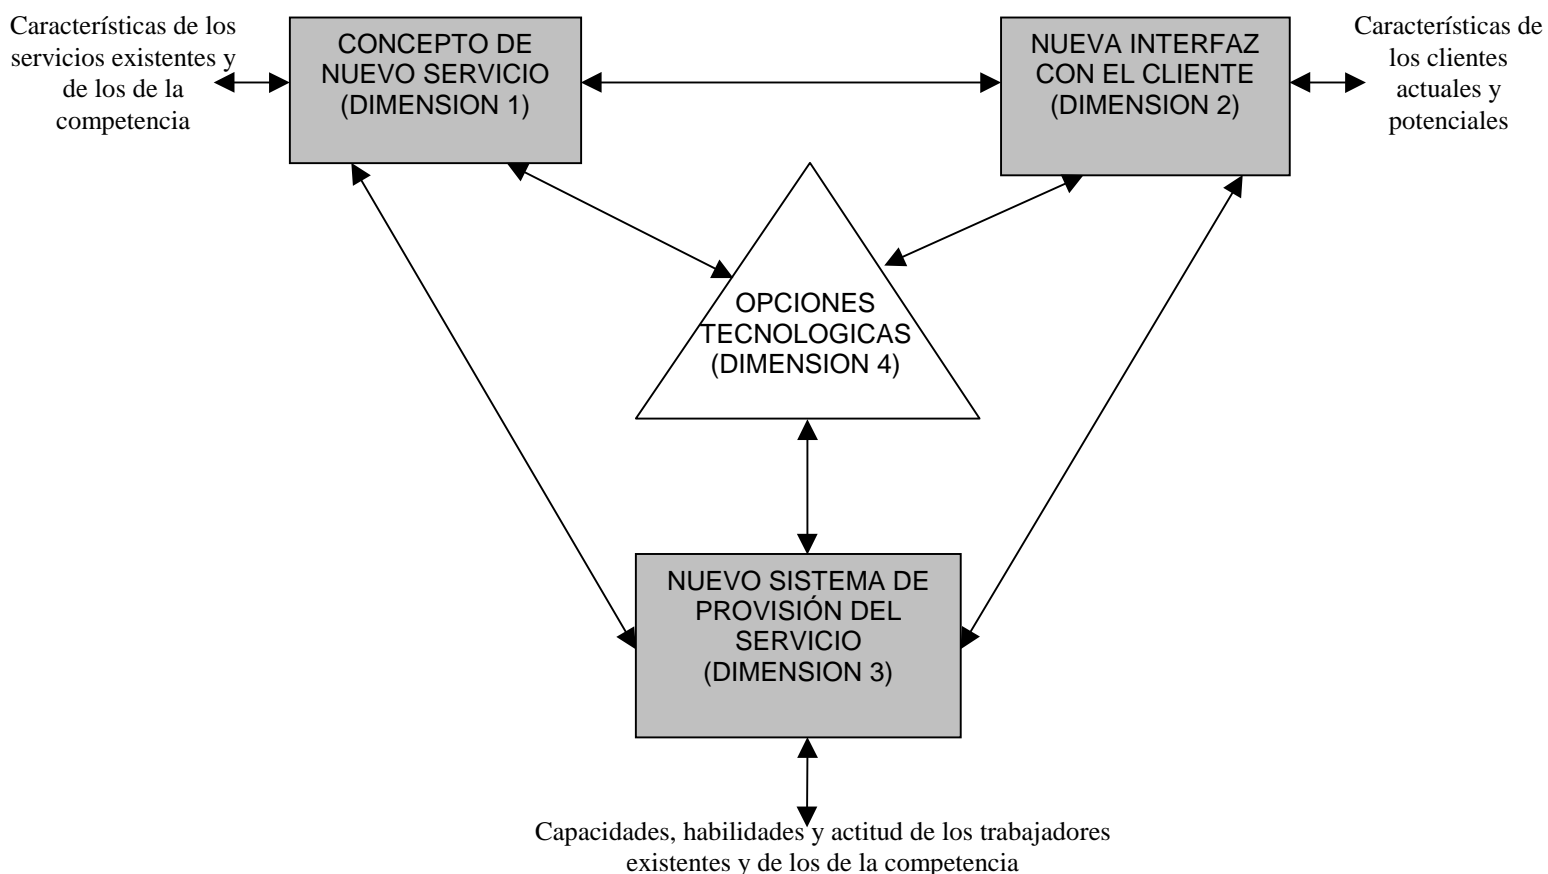 Características de los
servicios existentes y
de los de la
competencia
CONCEPTO DE
NUEVO SERVICIO
(DIMENSION 1)
NUEVA INTERFAZ
CON EL CLIENTE
(DIMENSION 2)
Características de
los clientes
actuales y
potenciales
OPCIONES
TECNOLOGICAS
(DIMENSION 4)
NUEVO SISTEMA DE
PROVISIÓN DEL
SERVICIO
(DIMENSION 3)
Capacidades, habilidades y actitud de los trabajadores
existentes y de los de la competencia